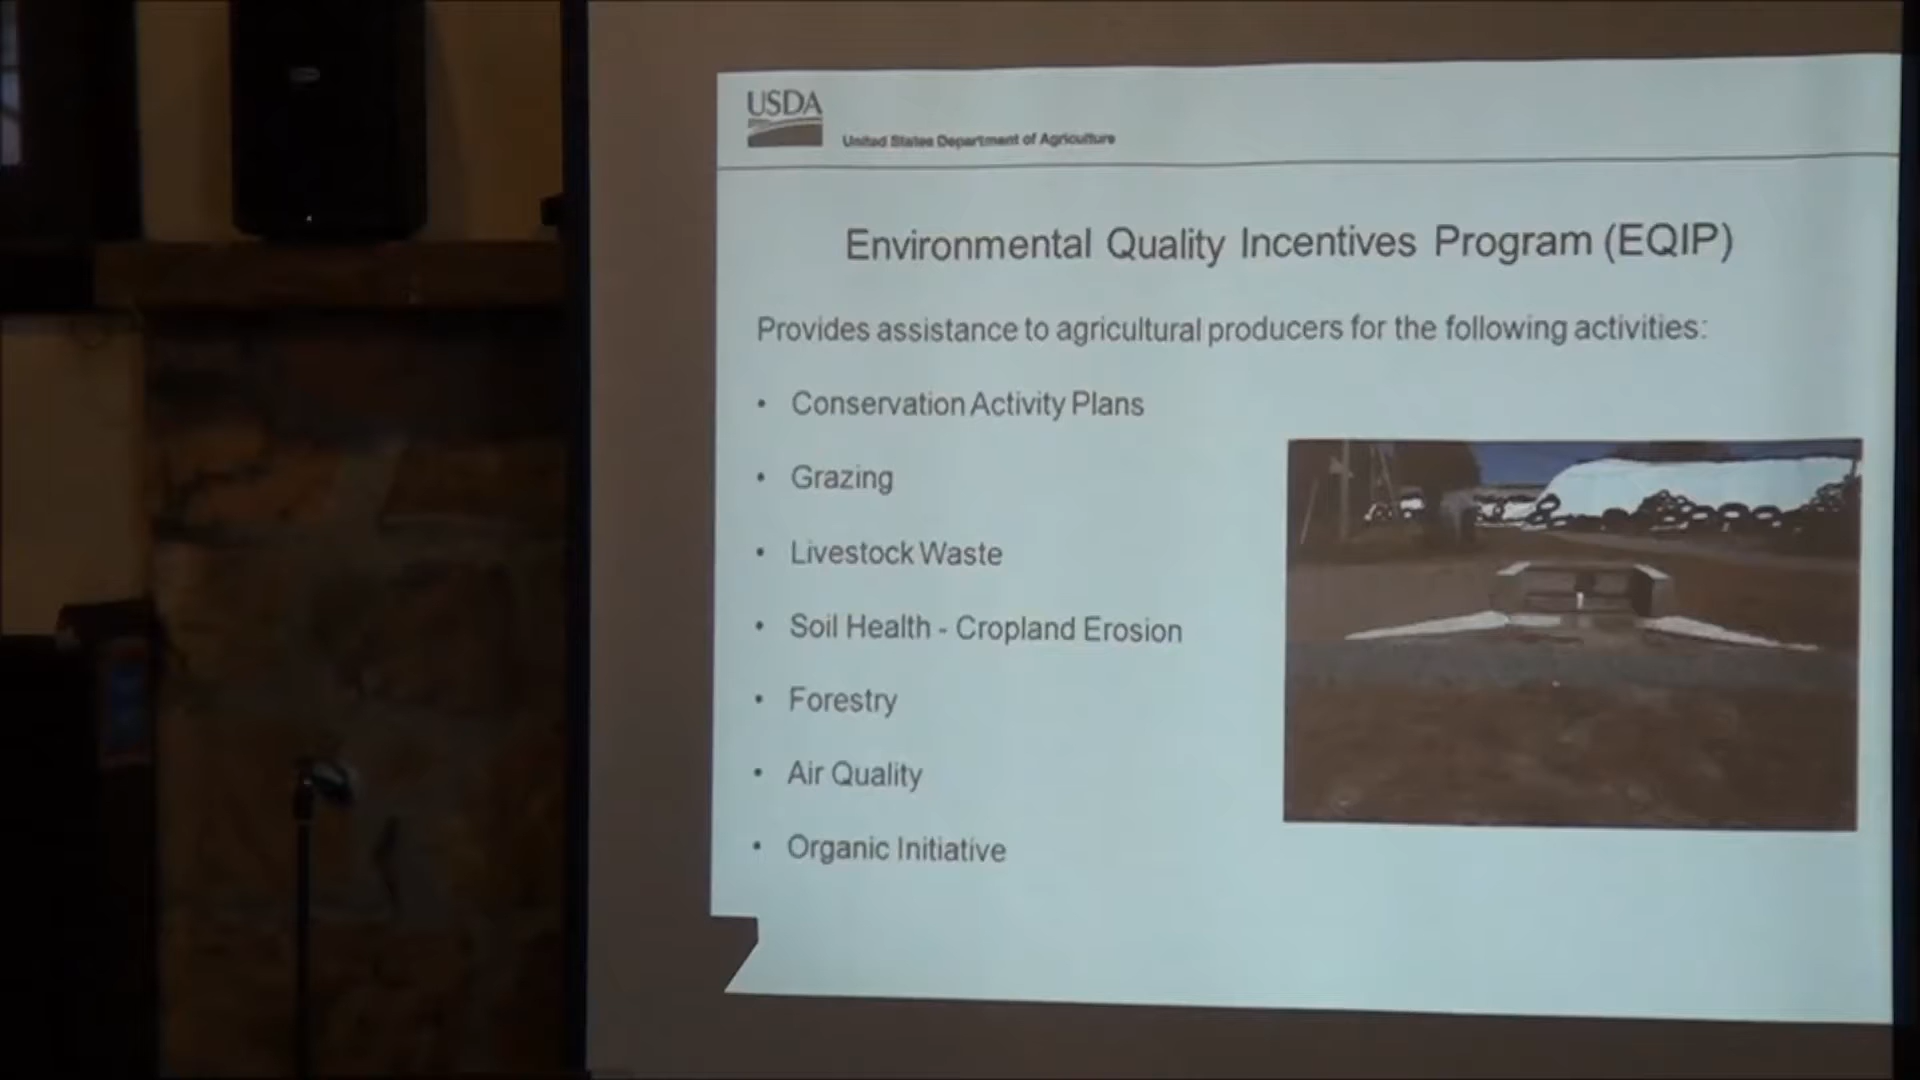 USDA
United States Department of Agriculture
Environmental Quality Incentives Program (EQIP)
Provides assistance to agricultural producers for the following activities:
• Conservation Activity Plans
• Grazing
• Livestock Waste
• Soil Health - Cropland Erosion
• Forestry
• Air Quality
• Organic Initiative